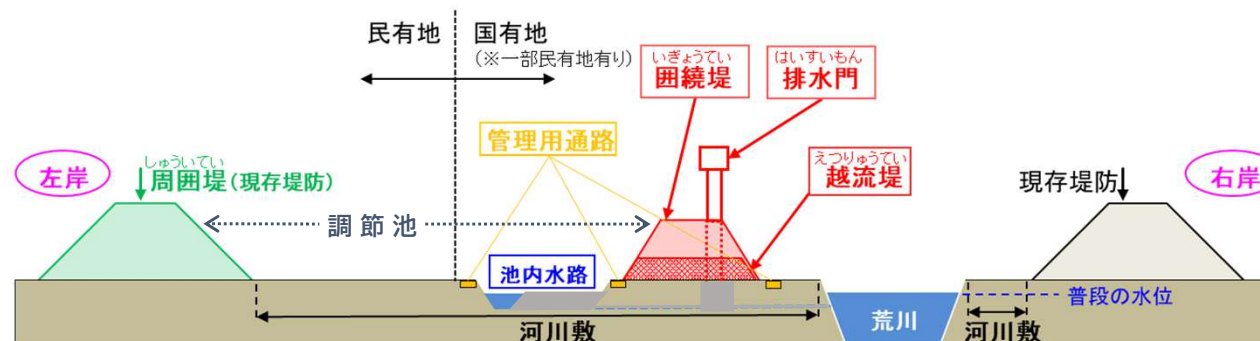 民有地
国有地
(※一部民有地有り)
いぎょうてい
囲繞堤
はいすいもん
排水門
管理用通路
えつりゅうてい
越流堤
左岸
しゅういてい
周囲堤(現存堤防)
現存堤防
右岸
調節池
池内水路
普段の水位
荒川
河川敷
河川敷